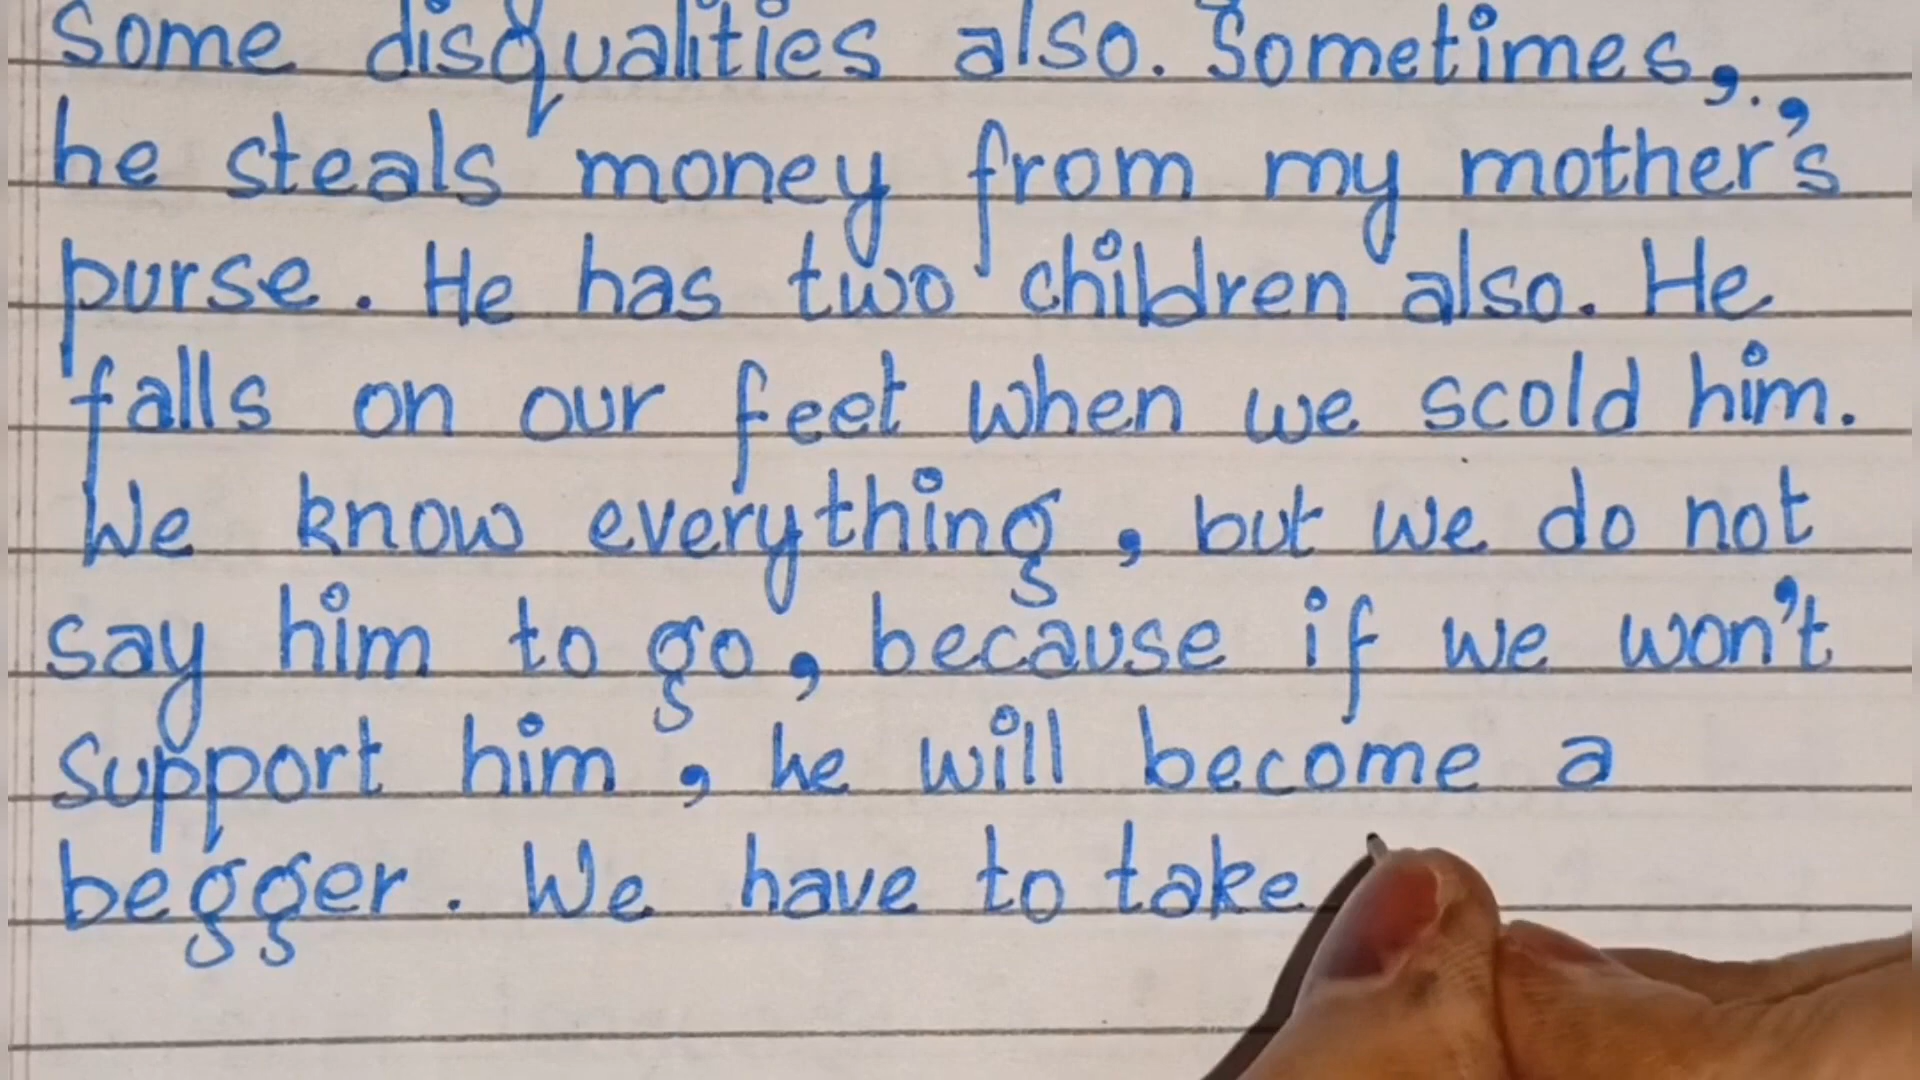 some disqualities also. Sometimes,
he steals money from my mother's
purse. He has two children also. He
falls on our feet when we scold him.
We know everything, but we do not
say him to go, because if we won't
support him, he will become a
begger. We have to take